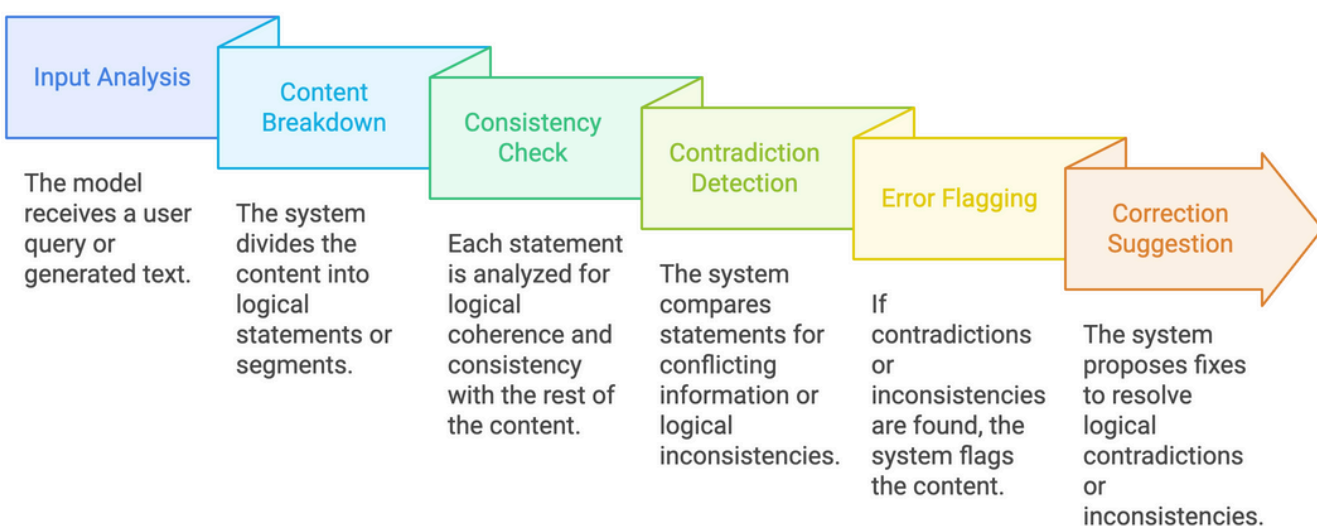 Input Analysis
The model
receives a user
query or
generated text.
Content
Breakdown
The system
divides the
content into
logical
statements or
segments.
Consistency
Check
Each statement
is analyzed for
logical
coherence and
consistency
with the rest of
the content.
Contradiction
Detection
The system
compares
statements for
conflicting
information or
logical
inconsistencies.
Error Flagging
If
contradictions
or
inconsistencies
are found, the
system flags
the content.
Correction
Suggestion
The system
proposes fixes
to resolve
logical
contradictions
or
inconsistencies.